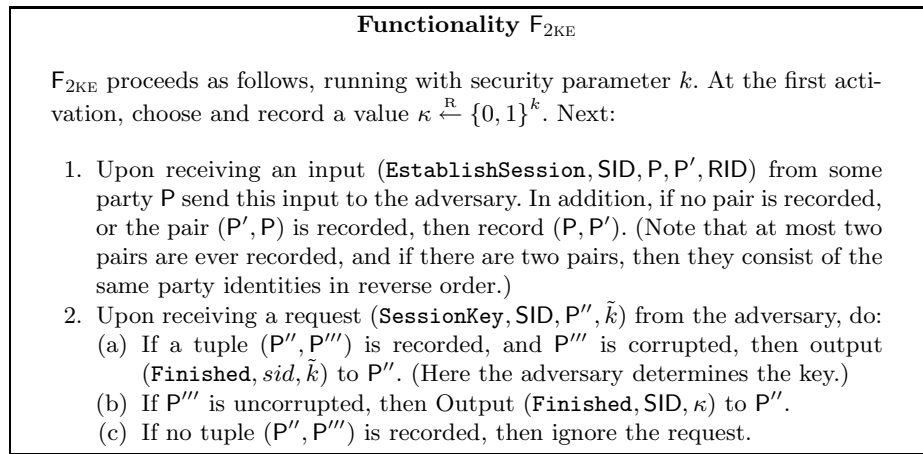 Functionality F2KE
F2KE proceeds as follows, running with security parameter k. At the first acti-
vation, choose and record a value κ ←R {0, 1}^k. Next:
1. Upon receiving an input (EstablishSession, SID, P, P′, RID) from some
party P send this input to the adversary. In addition, if no pair is recorded,
or the pair (P′, P) is recorded, then record (P, P′). (Note that at most two
pairs are ever recorded, and if there are two pairs, then they consist of the
same party identities in reverse order.)
2. Upon receiving a request (SessionKey, SID, P′′, k̃) from the adversary, do:
(a) If a tuple (P′′, P′′′) is recorded, and P′′′ is corrupted, then output
(Finished, sid, k̃) to P′′. (Here the adversary determines the key.)
(b) If P′′′ is uncorrupted, then Output (Finished, SID, κ) to P′′.
(c) If no tuple (P′′, P′′′) is recorded, then ignore the request.